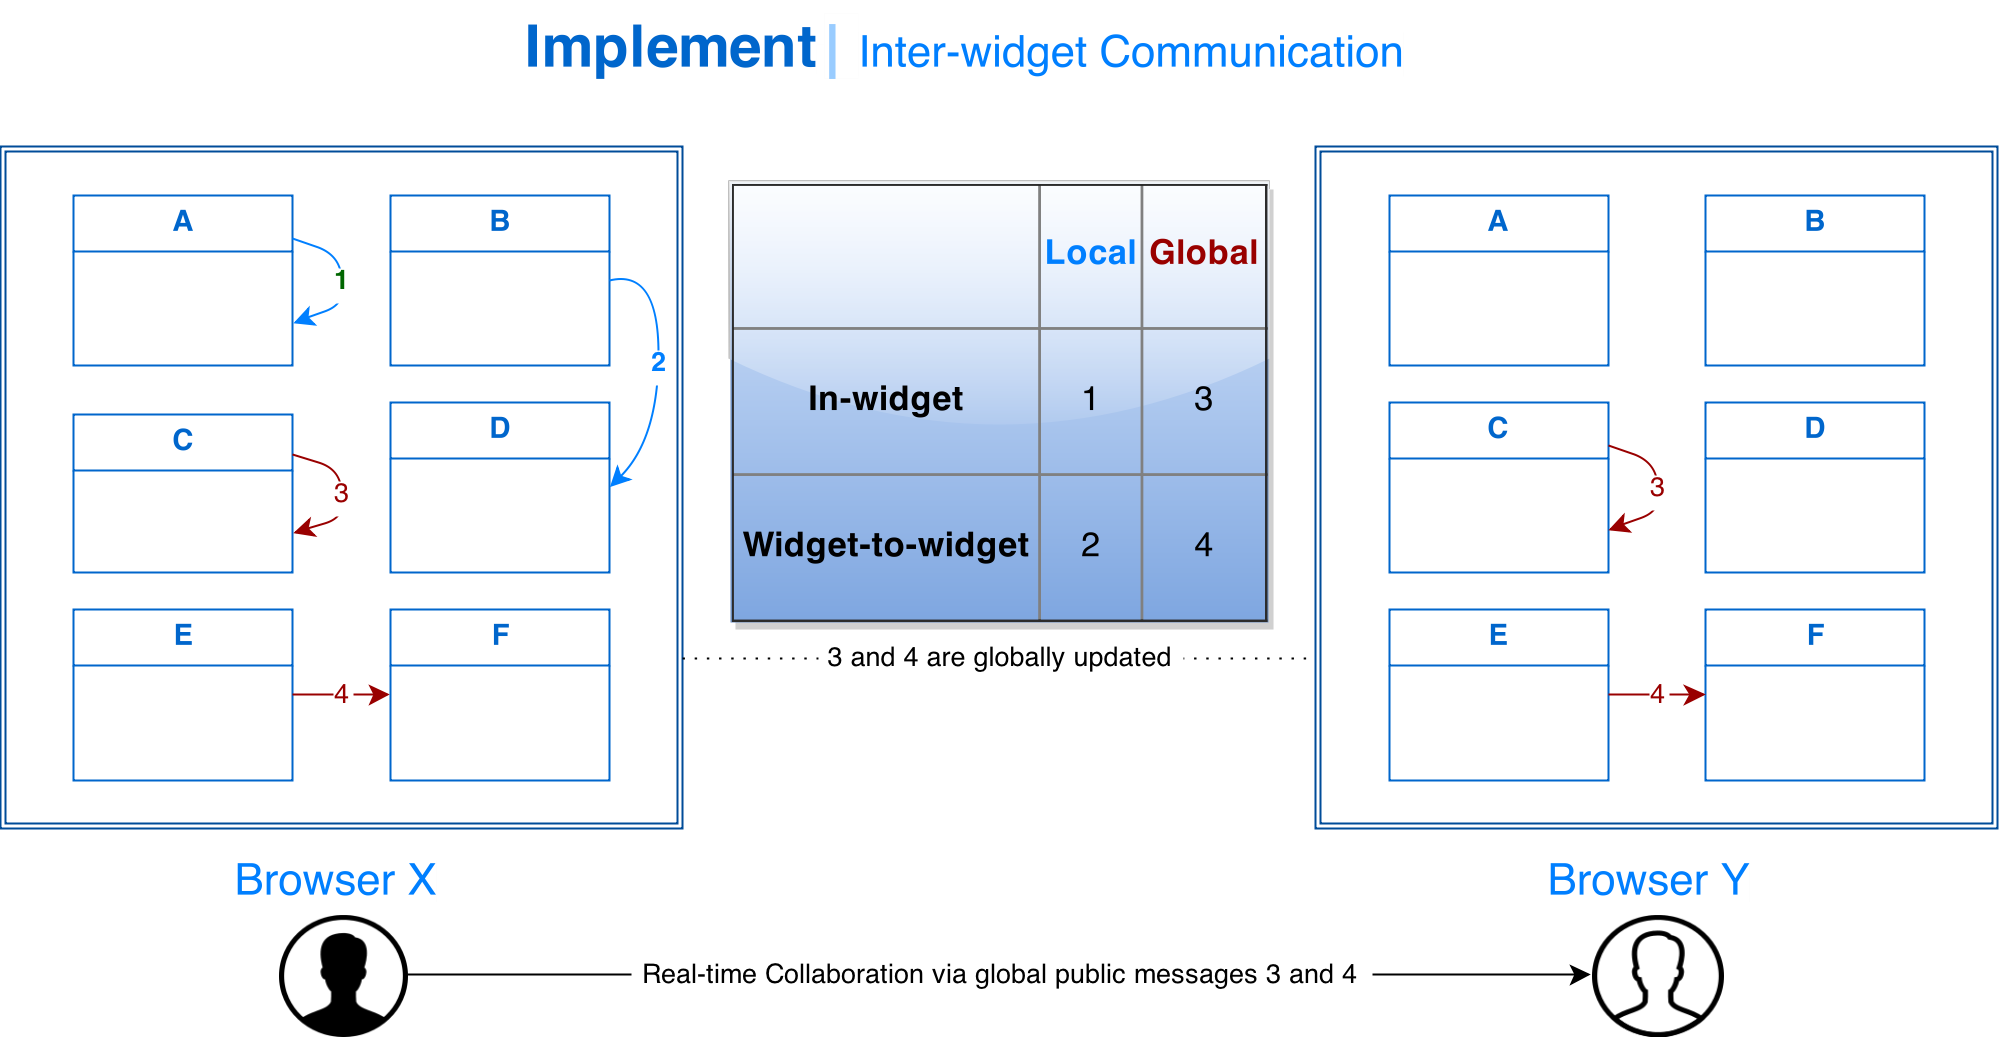 Implement | Inter-widget Communication
A
B
1
2
C
D
3
E
F
4
Browser X
Local Global
In-widget 1 3
Widget-to-widget 2 4
3 and 4 are globally updated
A
B
C
D
3
E
F
4
Browser Y
Real-time Collaboration via global public messages 3 and 4